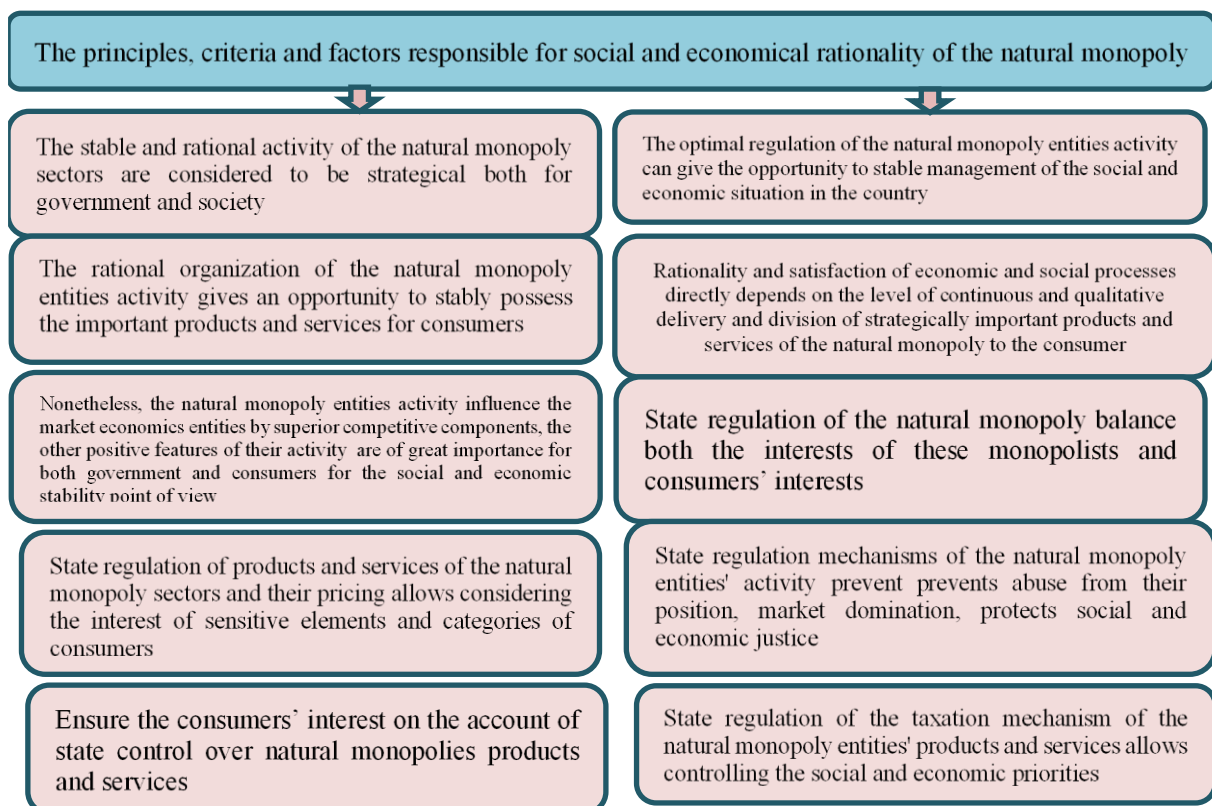 The principles, criteria and factors responsible for social and economical rationality of the natural monopoly
The stable and rational activity of the natural monopoly
sectors are considered to be strategical both for
government and society
The optimal regulation of the natural monopoly entities activity
can give the opportunity to stable management of the social and
economic situation in the country
The rational organization of the natural monopoly
entities activity gives an opportunity to stably possess
the important products and services for consumers
Rationality and satisfaction of economic and social processes
directly depends on the level of continuous and qualitative
delivery and division of strategically important products and
services of the natural monopoly to the consumer
Nonetheless, the natural monopoly entities activity influence the
market economics entities by superior competitive components, the
other positive features of their activity are of great importance for
both government and consumers for the social and economic
stability point of view
State regulation of the natural monopoly balance
both the interests of these monopolists and
consumers’ interests
State regulation of products and services of the natural
monopoly sectors and their pricing allows considering
the interest of sensitive elements and categories of
consumers
State regulation mechanisms of the natural monopoly
entities' activity prevent prevents abuse from their
position, market domination, protects social and
economic justice
Ensure the consumers’ interest on the account of
state control over natural monopolies products
and services
State regulation of the taxation mechanism of the
natural monopoly entities' products and services allows
controlling the social and economic priorities